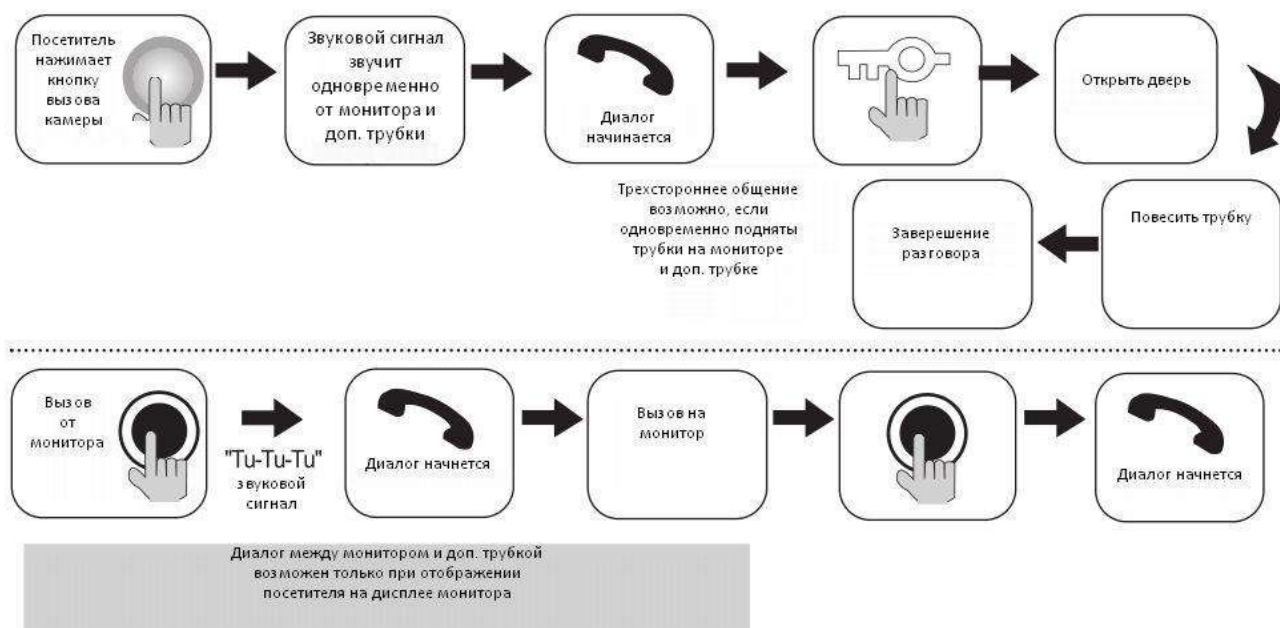 Посетитель
нажимает
кнопку
вызова
камеры
Звуковой сигнал
звучит
одновременно
от монитора и
доп. трубки
Диалог
начинается
Открыть дверь
Трехстороннее общение
возможно, если
одновременно подняты
трубки на мониторе
и доп. трубке
Повесить трубку
Заверешение
разговора
Вызов
от
монитора
"Tu-Tu-Tu"
звуковой
сигнал
Диалог начнется
Вызов на
монитор
Диалог начнется
Диалог между монитором и доп. трубкой
возможен только при отображении
посетителя на дисплее монитора